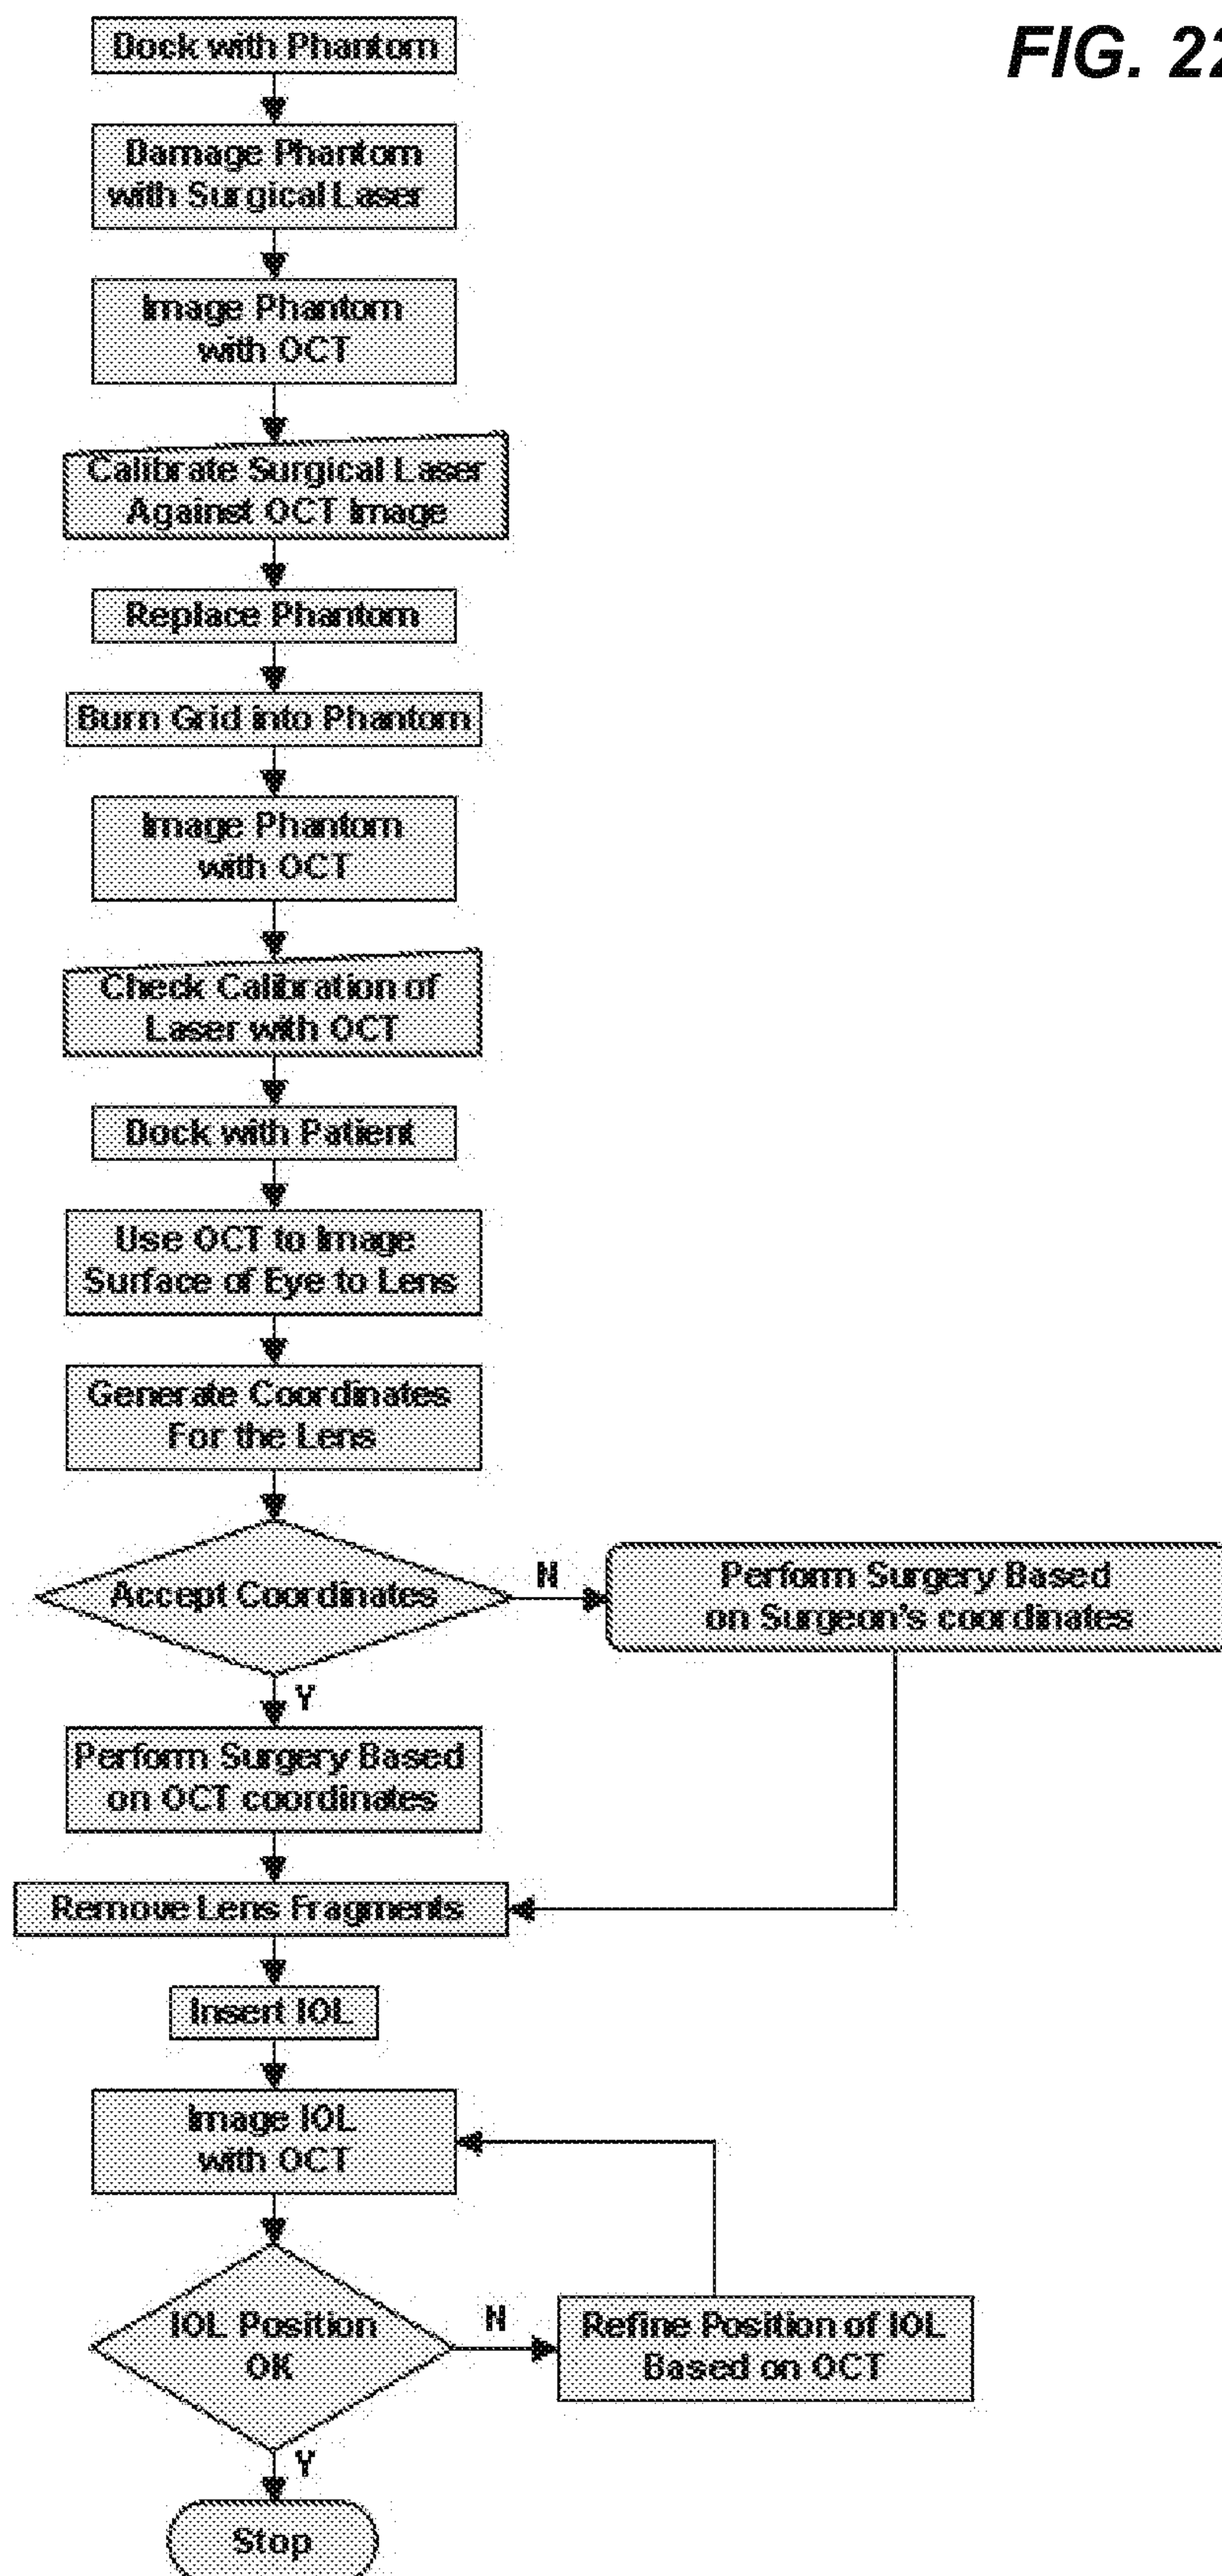 FIG. 22
Dock with Phantom
Damage Phantom
with Surgical Laser
Image Phantom
with OCT
Calibrate Surgical Laser
Against OCT Image
Replace Phantom
Burn Grid into Phantom
Image Phantom
with OCT
Check Calibration of
Laser with OCT
Dock with Patient
Use OCT to Image
Surface of Eye to Lens
Generate Coordinates
For the Lens
Accept Coordinates
N
Perform Surgery Based
on Surgeon's coordinates
Y
Perform Surgery Based
on OCT coordinates
Remove Lens Fragments
Insert IOL
Image IOL
with OCT
IOL Position
OK
N
Refine Position of IOL
Based on OCT
Y
Stop